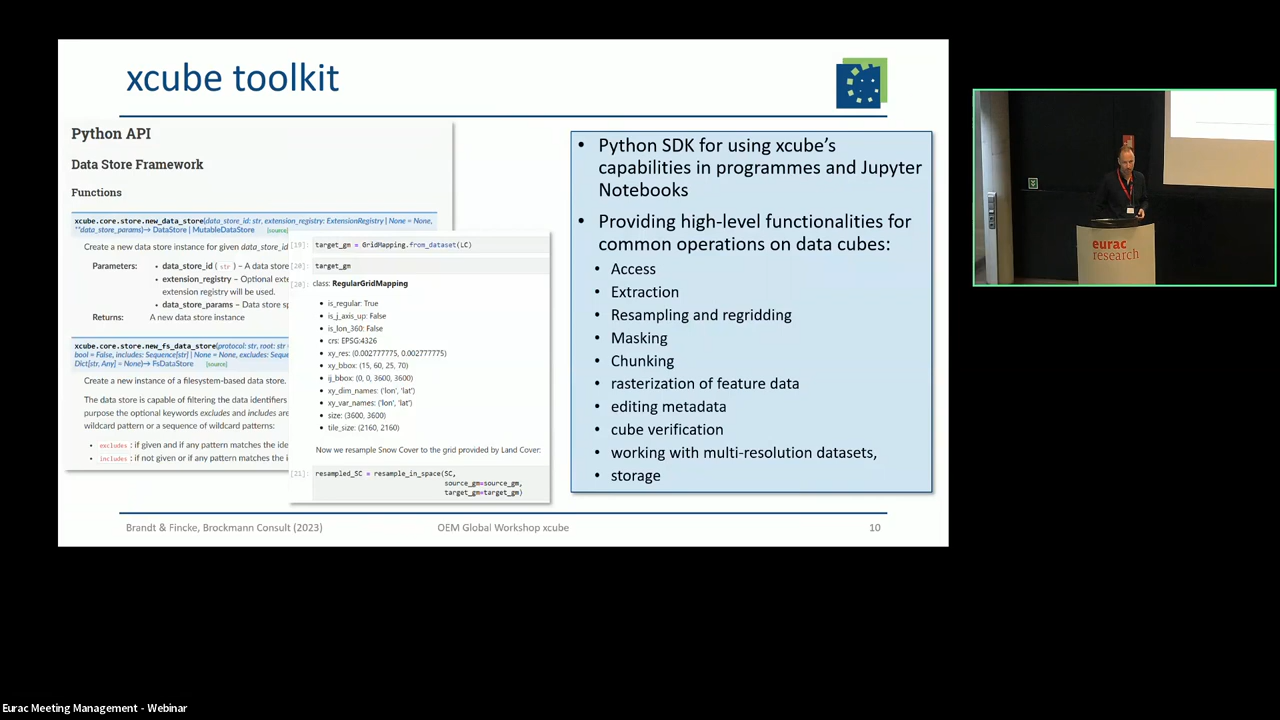 xcube toolkit
Python API
Data Store Framework
Functions
xcube.core.store.new_data_store(data_store_id: str, extension_registry: ExtensionRegistry | None = None,
**data_store_params)→ DataStore | MutableDataStore [source]
Create a new data store instance for given data_store_id
Parameters:
• data_store_id ( str ) – A data store
• extension_registry – Optional exte
extension registry will be used.
• data_store_params – Data store sp
Returns: A new data store instance
xcube.core.store.new_fs_data_store(protocol: str, root: str =
bool = False, includes: Sequence[str] | None = None, excludes: Seque
Dict[str, Any] = None)→ FsDataStore [source]
Create a new instance of a filesystem-based data store.
The data store is capable of filtering the data identifiers
purpose the optional keywords excludes and includes are
wildcard pattern or a sequence of wildcard patterns:
• excludes : if given and if any pattern matches the ide
• includes : if not given or if any pattern matches the i
[19]: target_gm = GridMapping.from_dataset(LC)
[20]: target_gm
[20]: class: RegularGridMapping
• is_regular: True
• is_j_axis_up: False
• is_lon_360: False
• crs: EPSG:4326
• xy_res: (0.002777775, 0.002777775)
• xy_bbox: (15, 60, 25, 70)
• ij_bbox: (0, 0, 3600, 3600)
• xy_dim_names: ('lon', 'lat')
• xy_var_names: ('lon', 'lat')
• size: (3600, 3600)
• tile_size: (2160, 2160)
Now we resample Snow Cover to the grid provided by Land Cover:
[21]: resampled_SC = resample_in_space(SC,
source_gm=source_gm,
target_gm=target_gm)
• Python SDK for using xcube's
capabilities in programmes and Jupyter
Notebooks
• Providing high-level functionalities for
common operations on data cubes:
• Access
• Extraction
• Resampling and regridding
• Masking
• Chunking
• rasterization of feature data
• editing metadata
• cube verification
• working with multi-resolution datasets,
• storage
Brandt & Fincke, Brockmann Consult (2023)
OEM Global Workshop xcube
10
eurac
research
Eurac Meeting Management - Webinar